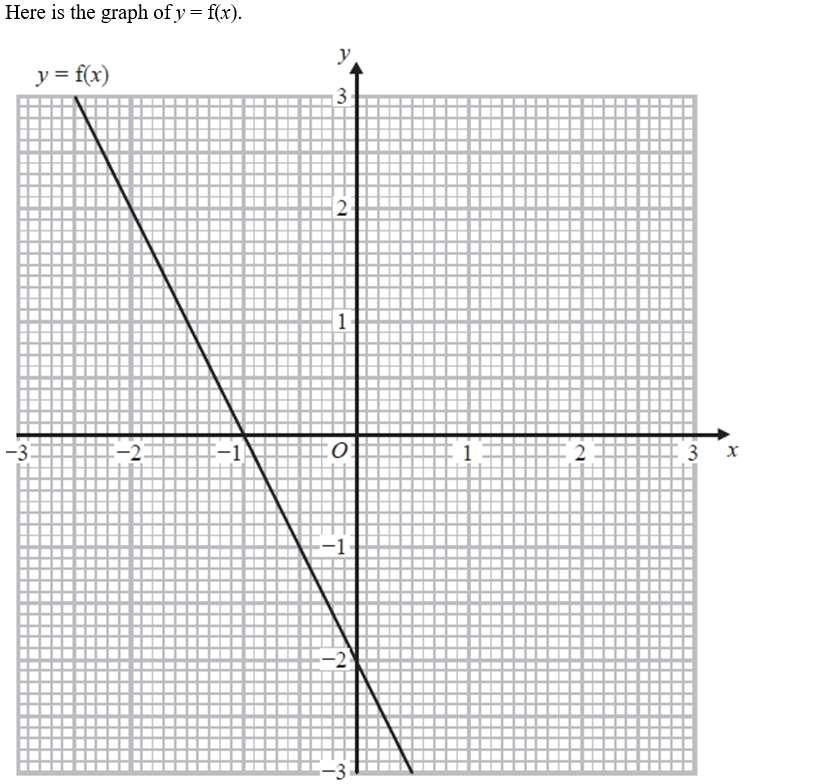 Here is the graph of y = f(x).
y
y = f(x)
3
2
1
−3 −2 −1 O 1 2 3 x
−1
−2
−3